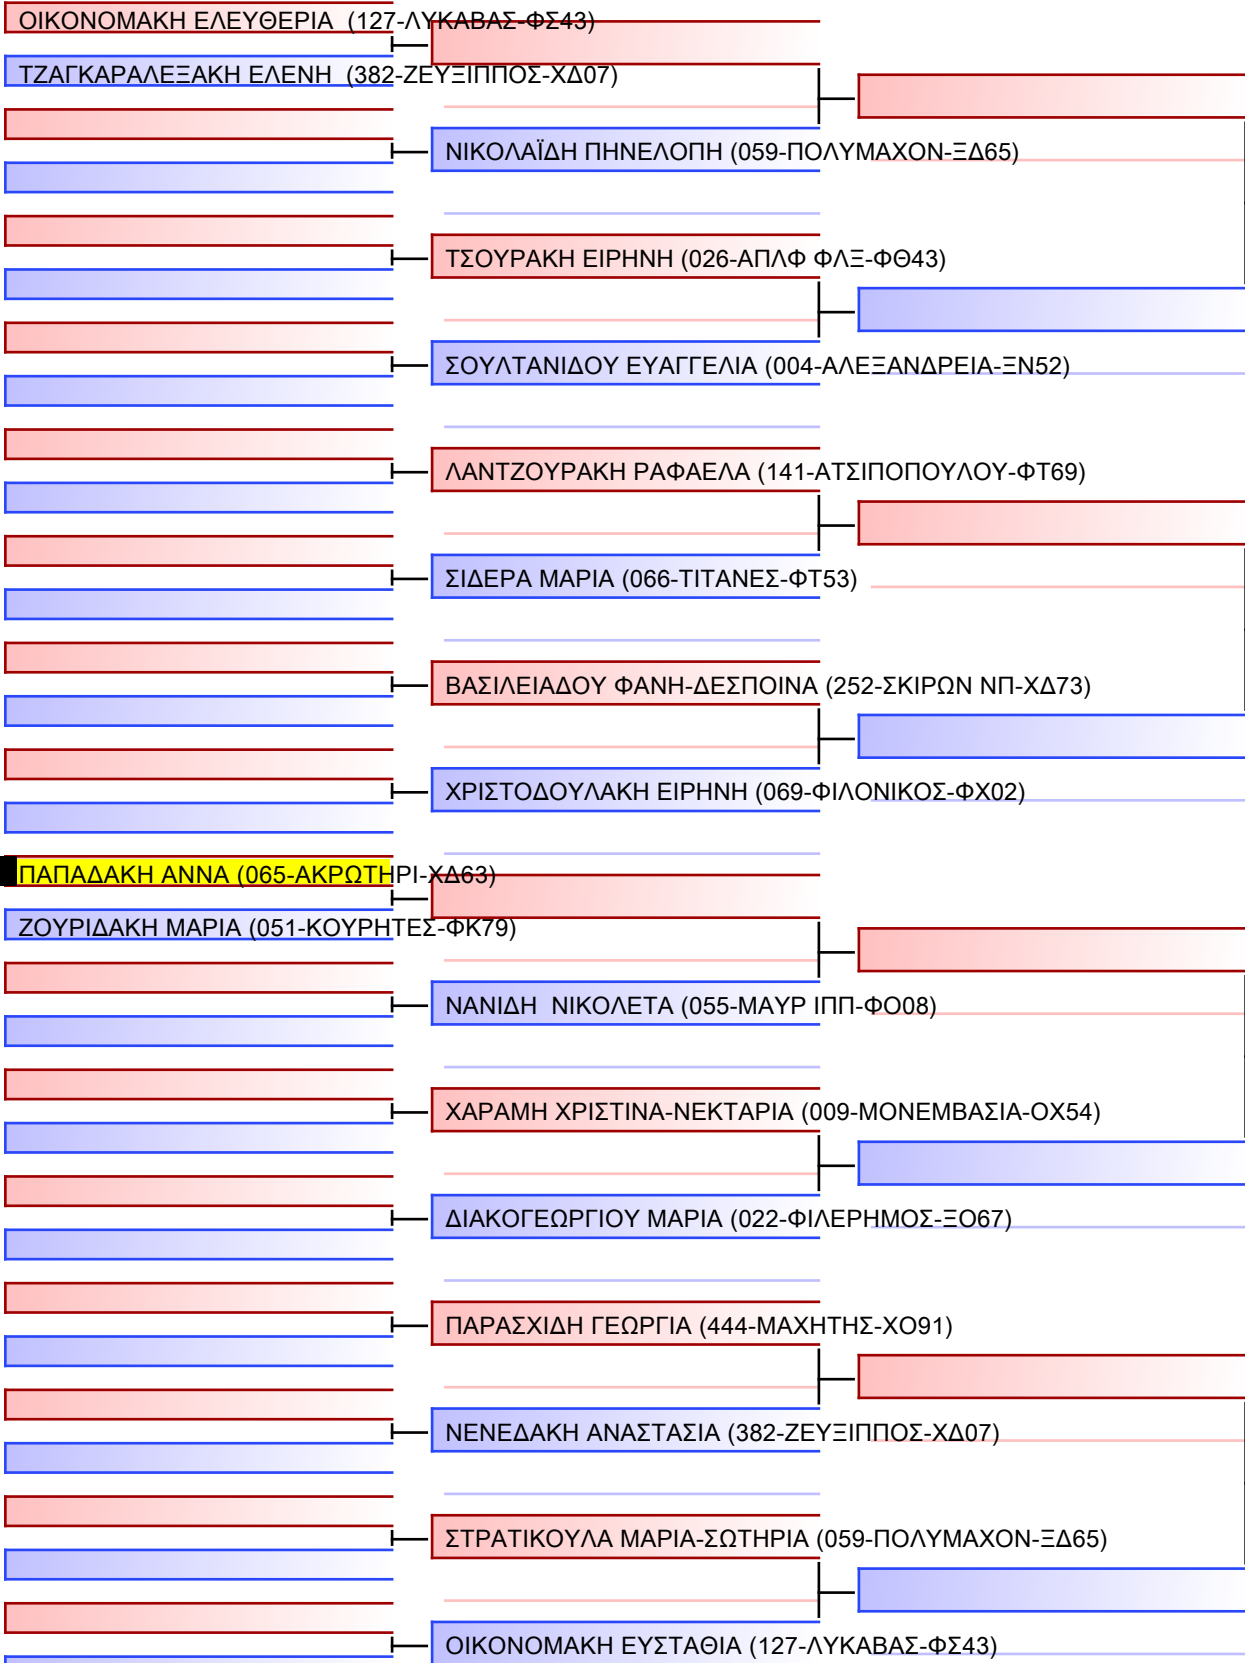 ΟΙΚΟΝΟΜΑΚΗ ΕΛΕΥΘΕΡΙΑ (127-ΛΥΚΑΒΑΣ-ΦΣ43)
ΤΖΑΓΚΑΡΑΛΕΞΑΚΗ ΕΛΕΝΗ (382-ΖΕΥΞΙΠΠΟΣ-ΧΔ07)
ΝΙΚΟΛΑΪΔΗ ΠΗΝΕΛΟΠΗ (059-ΠΟΛΥΜΑΧΟΝ-ΞΔ65)
ΤΣΟΥΡΑΚΗ ΕΙΡΗΝΗ (026-ΑΠΛΦ ΦΛΞ-ΦΘ43)
ΣΟΥΛΤΑΝΙΔΟΥ ΕΥΑΓΓΕΛΙΑ (004-ΑΛΕΞΑΝΔΡΕΙΑ-ΞΝ52)
ΛΑΝΤΖΟΥΡΑΚΗ ΡΑΦΑΕΛΑ (141-ΑΤΣΙΠΟΠΟΥΛΟΥ-ΦΤ69)
ΣΙΔΕΡΑ ΜΑΡΙΑ (066-ΤΙΤΑΝΕΣ-ΦΤ53)
ΒΑΣΙΛΕΙΑΔΟΥ ΦΑΝΗ-ΔΕΣΠΟΙΝΑ (252-ΣΚΙΡΩΝ ΝΠ-ΧΔ73)
ΧΡΙΣΤΟΔΟΥΛΑΚΗ ΕΙΡΗΝΗ (069-ΦΙΛΟΝΙΚΟΣ-ΦΧ02)
ΠΑΠΑΔΑΚΗ ΑΝΝΑ (065-ΑΚΡΩΤΗΡΙ-ΧΔ63)
ΖΟΥΡΙΔΑΚΗ ΜΑΡΙΑ (051-ΚΟΥΡΗΤΕΣ-ΦΚ79)
ΝΑΝΙΔΗ ΝΙΚΟΛΕΤΑ (055-ΜΑΥΡ ΙΠΠ-ΦΟ08)
ΧΑΡΑΜΗ ΧΡΙΣΤΙΝΑ-ΝΕΚΤΑΡΙΑ (009-ΜΟΝΕΜΒΑΣΙΑ-ΟΧ54)
ΔΙΑΚΟΓΕΩΡΓΙΟΥ ΜΑΡΙΑ (022-ΦΙΛΕΡΗΜΟΣ-ΞΟ67)
ΠΑΡΑΣΧΙΔΗ ΓΕΩΡΓΙΑ (444-ΜΑΧΗΤΗΣ-ΧΟ91)
ΝΕΝΕΔΑΚΗ ΑΝΑΣΤΑΣΙΑ (382-ΖΕΥΞΙΠΠΟΣ-ΧΔ07)
ΣΤΡΑΤΙΚΟΥΛΑ ΜΑΡΙΑ-ΣΩΤΗΡΙΑ (059-ΠΟΛΥΜΑΧΟΝ-ΞΔ65)
ΟΙΚΟΝΟΜΑΚΗ ΕΥΣΤΑΘΙΑ (127-ΛΥΚΑΒΑΣ-ΦΣ43)